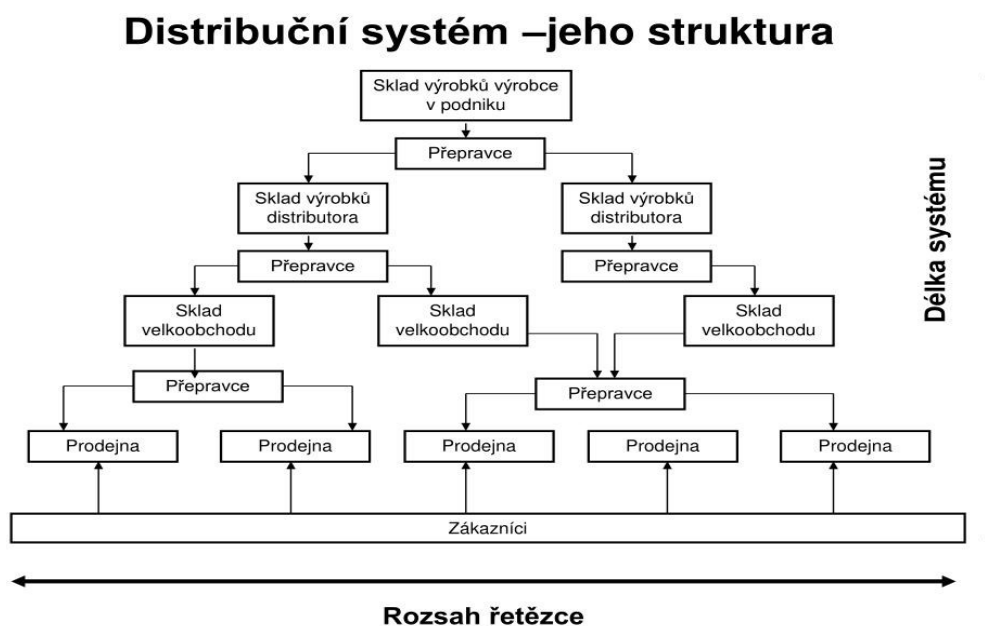 Distribuční systém –jeho struktura
Sklad výrobků výrobce
v podniku
Přepravce
Sklad výrobků
distributora
Sklad výrobků
distributora
Přepravce
Přepravce
Sklad
velkoobchodu
Sklad
velkoobchodu
Sklad
velkoobchodu
Přepravce
Přepravce
Prodejna
Prodejna
Prodejna
Prodejna
Prodejna
Zákazníci
Délka systému
Rozsah řetězce